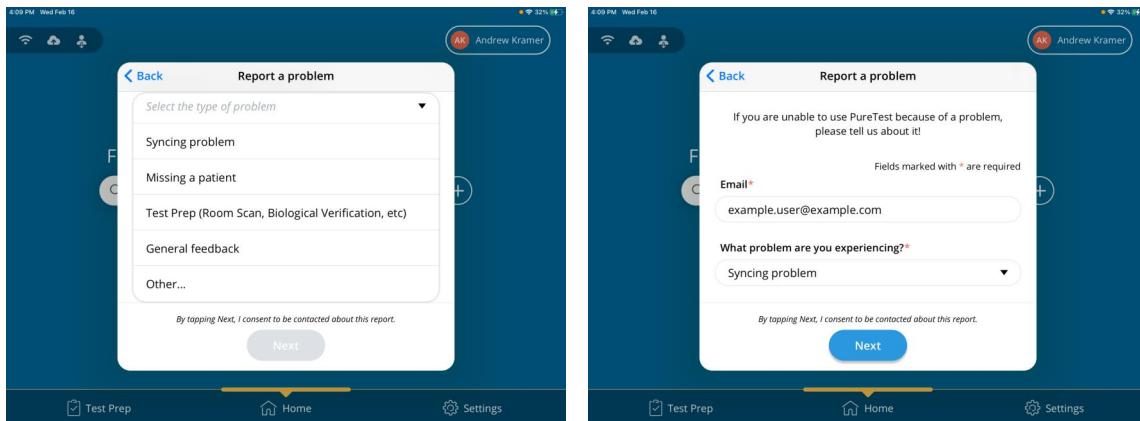 4:09 PM Wed Feb 16
32%
AK Andrew Kramer
Back
Report a problem
Select the type of problem
Syncing problem
Missing a patient
Test Prep (Room Scan, Biological Verification, etc)
General feedback
Other...
By tapping Next, I consent to be contacted about this report.
Next
F
Test Prep
Home
Settings
4:09 PM Wed Feb 16
32%
AK Andrew Kramer
Back
Report a problem
If you are unable to use PureTest because of a problem,
please tell us about it!
Fields marked with * are required
Email*
example.user@example.com
What problem are you experiencing?*
Syncing problem
By tapping Next, I consent to be contacted about this report.
Next
F
Test Prep
Home
Settings